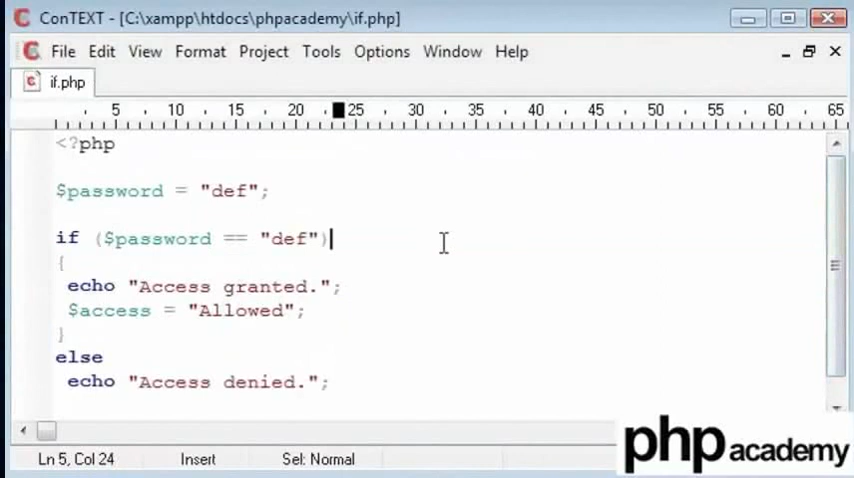 ConTEXT - [C:\xampp\htdocs\phpacademy\if.php]
File Edit View Format Project Tools Options Window Help
if.php
5 10 15 20 25 30 35 40 45 50 55 60 65
<?php
$password = "def";
if ($password == "def")
{
echo "Access granted.";
$access = "Allowed";
}
else
echo "Access denied.";
Ln 5, Col 24 Insert Sel: Normal
php academy